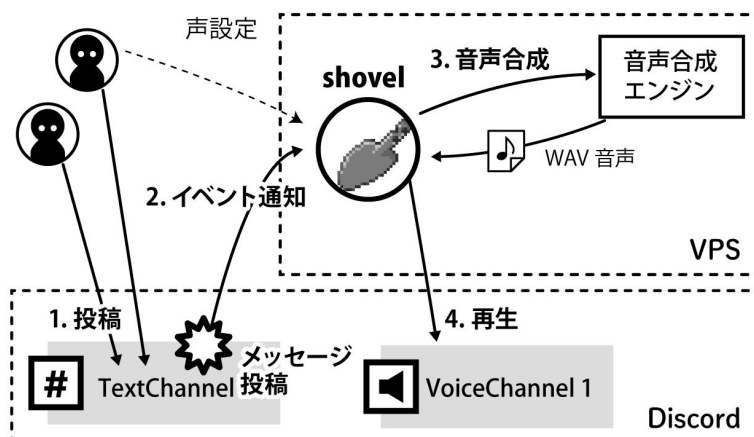 声設定
shovel
3. 音声合成
音声合成
エンジン
WAV 音声
2. イベント通知
VPS
1. 投稿
4. 再生
メッセージ
投稿
# TextChannel
VoiceChannel 1
Discord